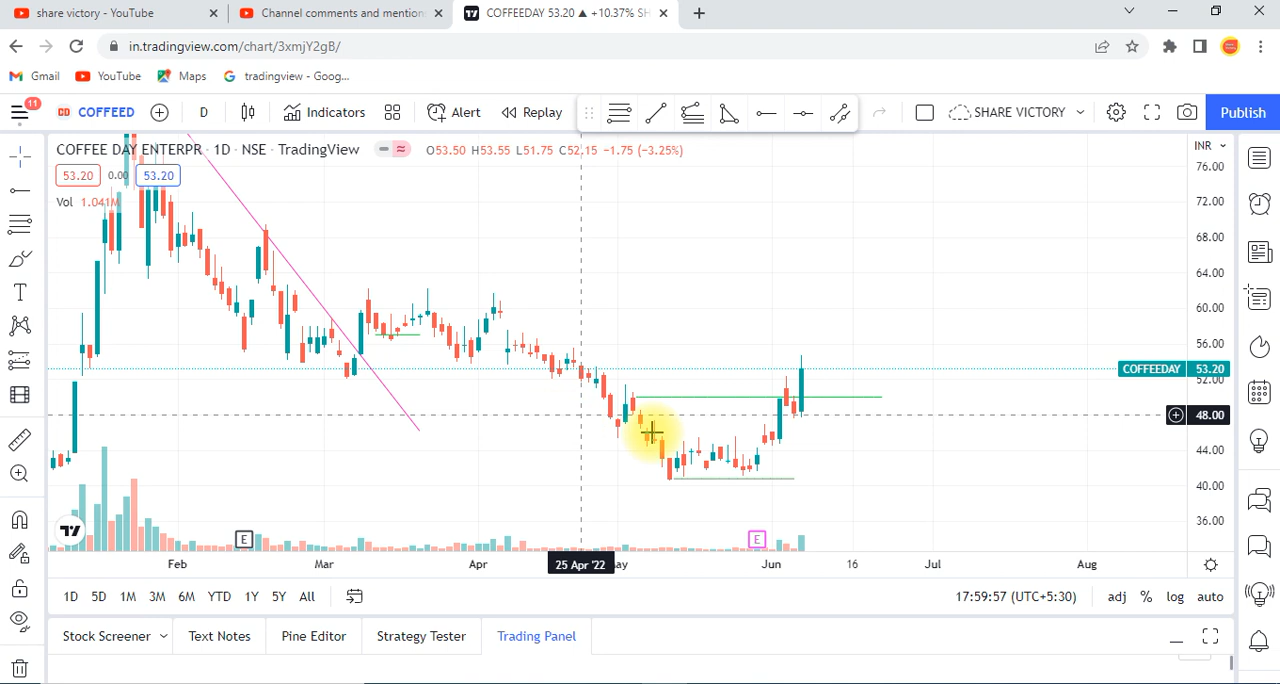 share victory - YouTube
Channel comments and mention
COFFEEDAY 53.20 ▲ +10.37% SH
in.tradingview.com/chart/3xmjY2gB/
Gmail
YouTube
Maps
tradingview - Goog...
11
COFFEED
D
Indicators
Alert
Replay
SHARE VICTORY
Publish
COFFEE DAY ENTERPR · 1D · NSE · TradingView
O53.50 H53.55 L51.75 C52.15 −1.75 (−3.25%)
INR
53.20
0.00
53.20
Vol 1.041M
76.00
72.00
68.00
64.00
60.00
56.00
COFFEEDAY 53.20
52.00
48.00
44.00
40.00
36.00
E
E
Feb
Mar
Apr
25 Apr '22
ay
Jun
16
Jul
Aug
1D
5D
1M
3M
6M
YTD
1Y
5Y
All
17:59:57 (UTC+5:30)
adj
%
log
auto
Stock Screener
Text Notes
Pine Editor
Strategy Tester
Trading Panel